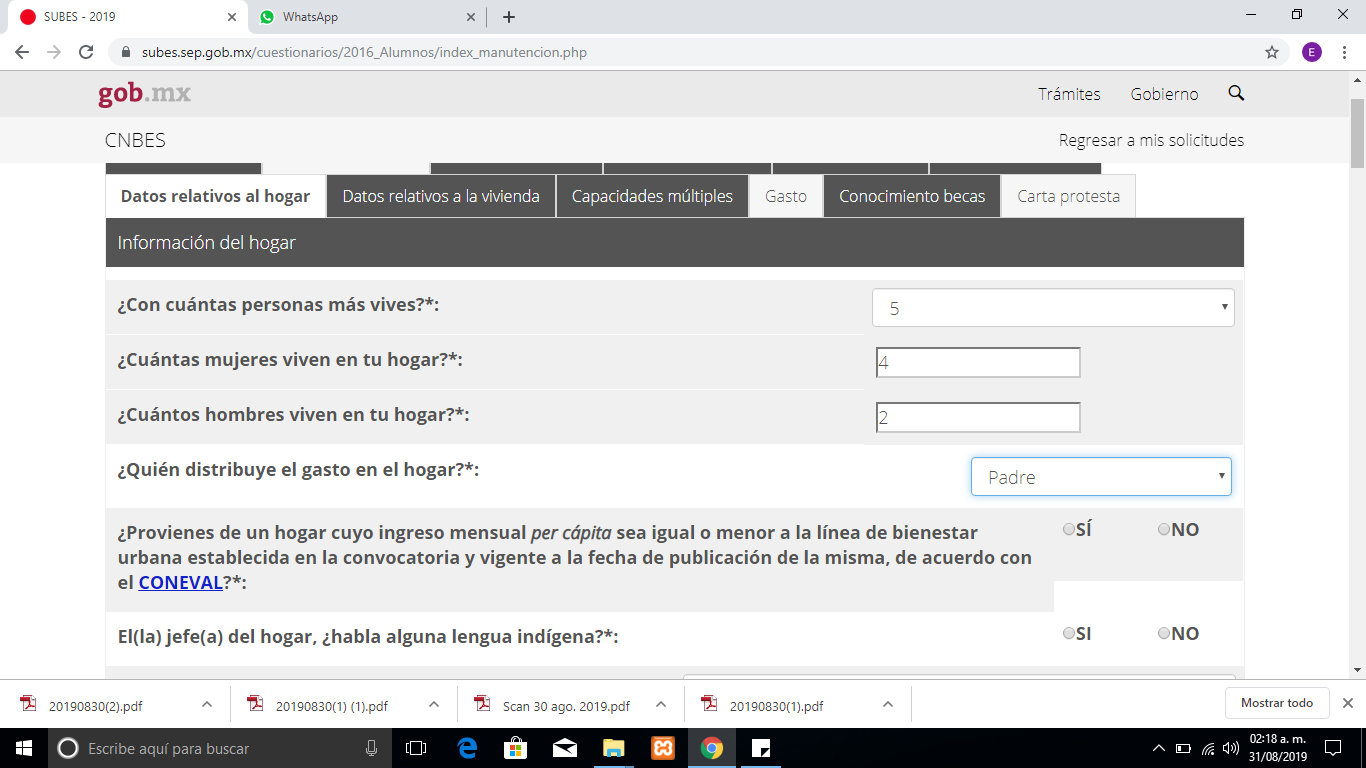 SUBES - 2019
WhatsApp
subes.sep.gob.mx/cuestionarios/2016_Alumnos/index_manutencion.php
E
gob.mx
Trámites Gobierno
CNBES
Regresar a mis solicitudes
Datos relativos al hogar Datos relativos a la vivienda Capacidades múltiples Gasto Conocimiento becas Carta protesta
Información del hogar
¿Con cuántas personas más vives?*: 5
¿Cuántas mujeres viven en tu hogar?*: 4
¿Cuántos hombres viven en tu hogar?*: 2
¿Quién distribuye el gasto en el hogar?*: Padre
¿Provienes de un hogar cuyo ingreso mensual per cápita sea igual o menor a la línea de bienestar SÍ NO
urbana establecida en la convocatoria y vigente a la fecha de publicación de la misma, de acuerdo con
el CONEVAL?*:
El(la) jefe(a) del hogar, ¿habla alguna lengua indígena?*: SI NO
20190830(2).pdf 20190830(1) (1).pdf Scan 30 ago. 2019.pdf 20190830(1).pdf Mostrar todo
Escribe aquí para buscar
02:18 a. m.
31/08/2019